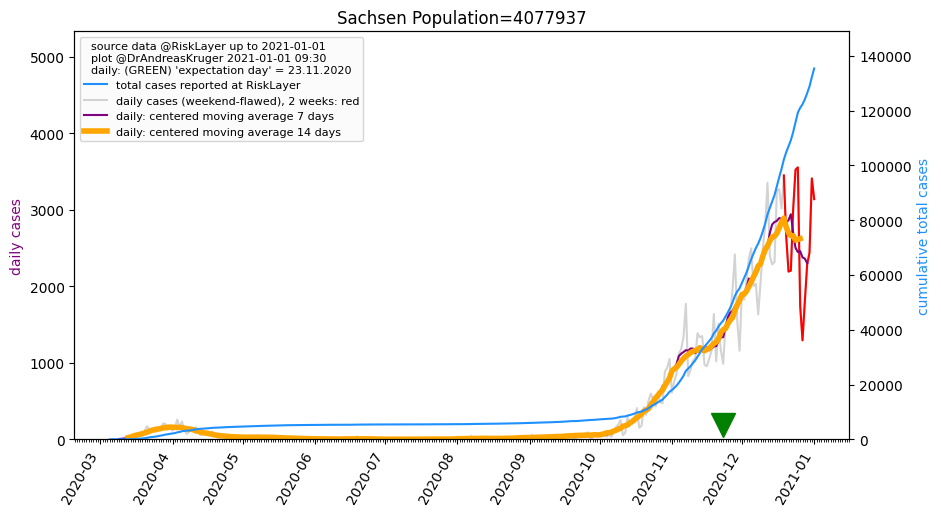 Sachsen Population=4077937
source data @RiskLayer up to 2021-01-01
plot @DrAndreasKruger 2021-01-01 09:30
daily: (GREEN) 'expectation day' = 23.11.2020
total cases reported at RiskLayer
daily cases (weekend-flawed), 2 weeks: red
daily: centered moving average 7 days
daily: centered moving average 14 days
daily cases
5000
4000
3000
2000
1000
0
140000
120000
100000
80000
60000
40000
20000
0
cumulative total cases
2020-03
2020-04
2020-05
2020-06
2020-07
2020-08
2020-09
2020-10
2020-11
2020-12
2021-01